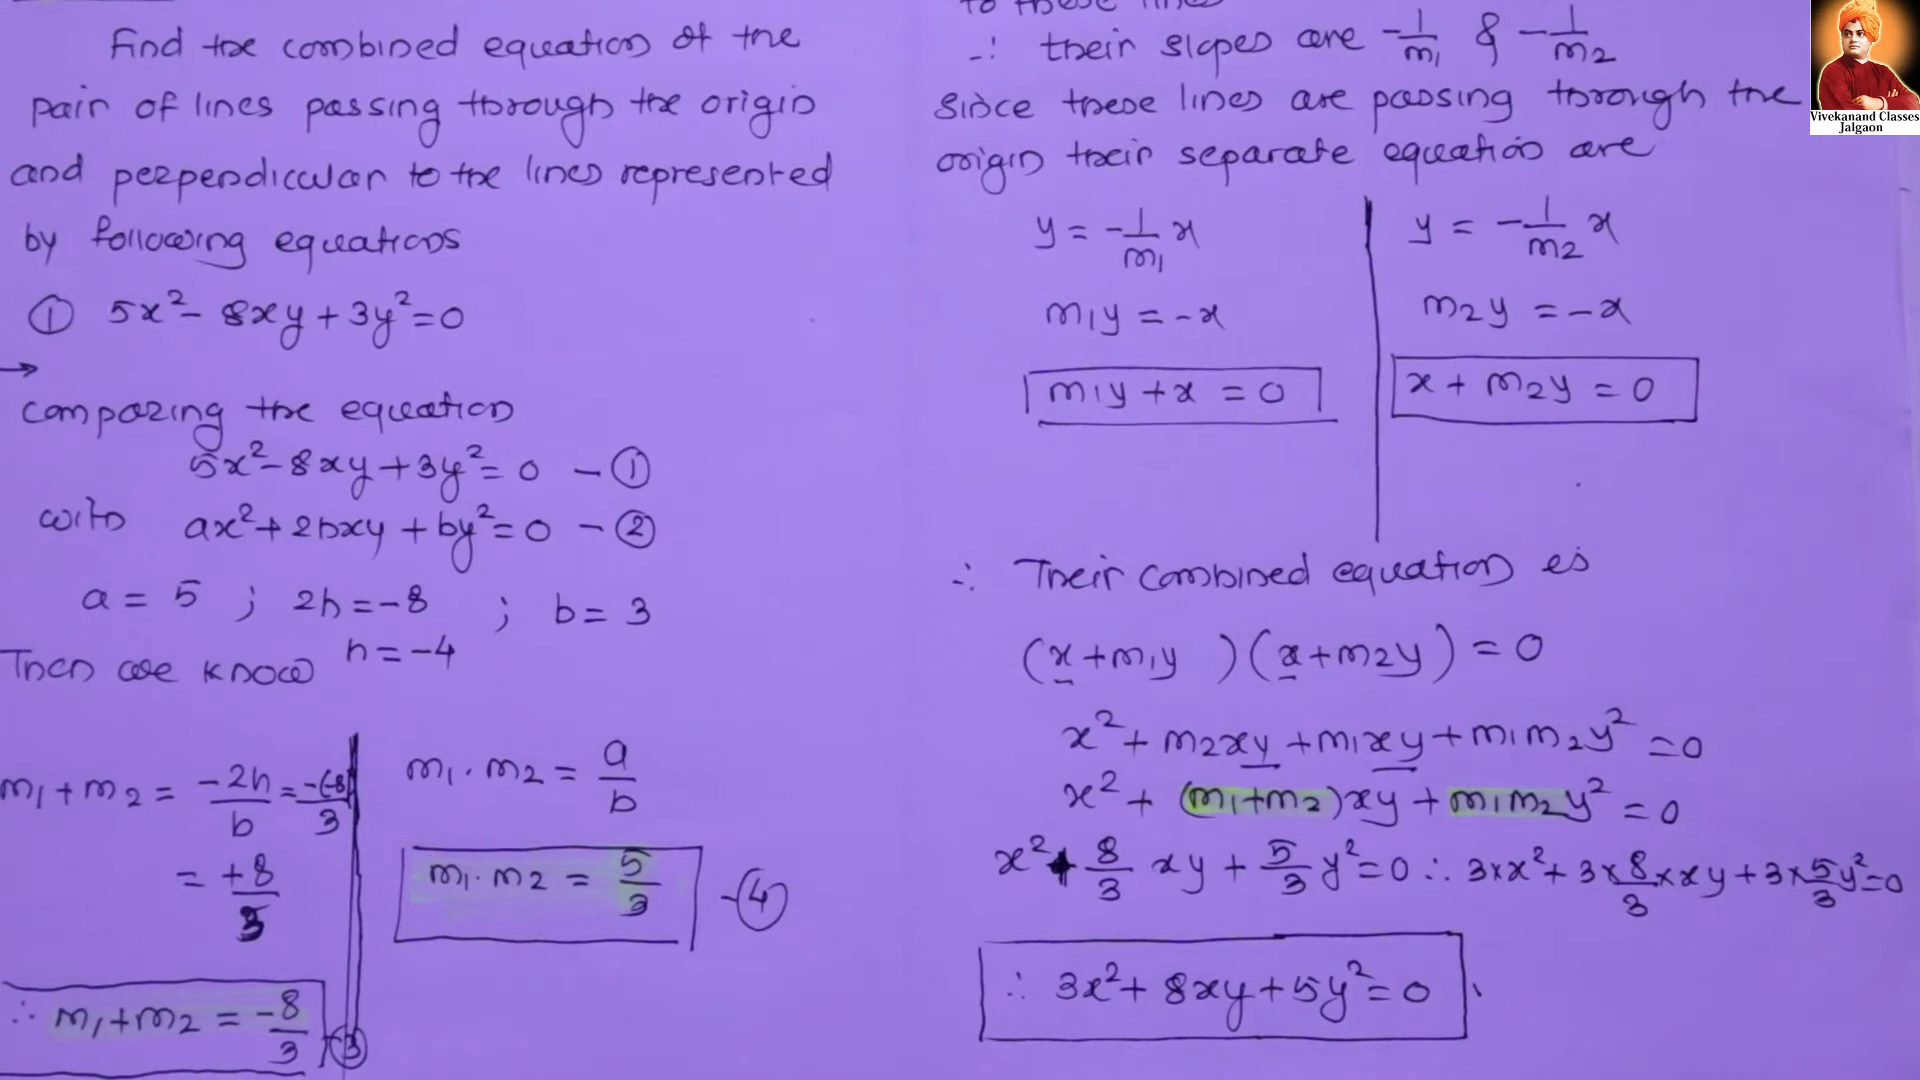 Find the combined equation of the
pair of lines passing through the origin
and perpendicular to the lines represented
by following equations
① 5x² - 8xy + 3y² = 0
→
Comparing the equation
5x² - 8xy + 3y² = 0 - ①
with ax² + 2hxy + by² = 0 - ②
a = 5 ; 2h = -8 ; b = 3
Then we know h = -4
m₁ + m₂ = -2h/b = -(-8)/3
= +8/3
∴ m₁ + m₂ = -8/3 - ③
m₁ . m₂ = a/b
m₁ . m₂ = 5/3 - ④
to these lines
∴ their slopes are -1/m₁ & -1/m₂
since these lines are passing through the
origin their separate equation are
y = -1/m₁ x
m₁y = -x
m₁y + x = 0
y = -1/m₂ x
m₂y = -x
x + m₂y = 0
∴ Their combined equation is
(x + m₁y )(x + m₂y) = 0
x² + m₂xy + m₁xy + m₁m₂y² = 0
x² + (m₁+m₂)xy + m₁m₂y² = 0
x² + 8/3 xy + 5/3 y² = 0 ∴ 3×x² + 3×8/3×xy + 3×5/3y² = 0
∴ 3x² + 8xy + 5y² = 0
Vivekanand Classes
Jalgaon